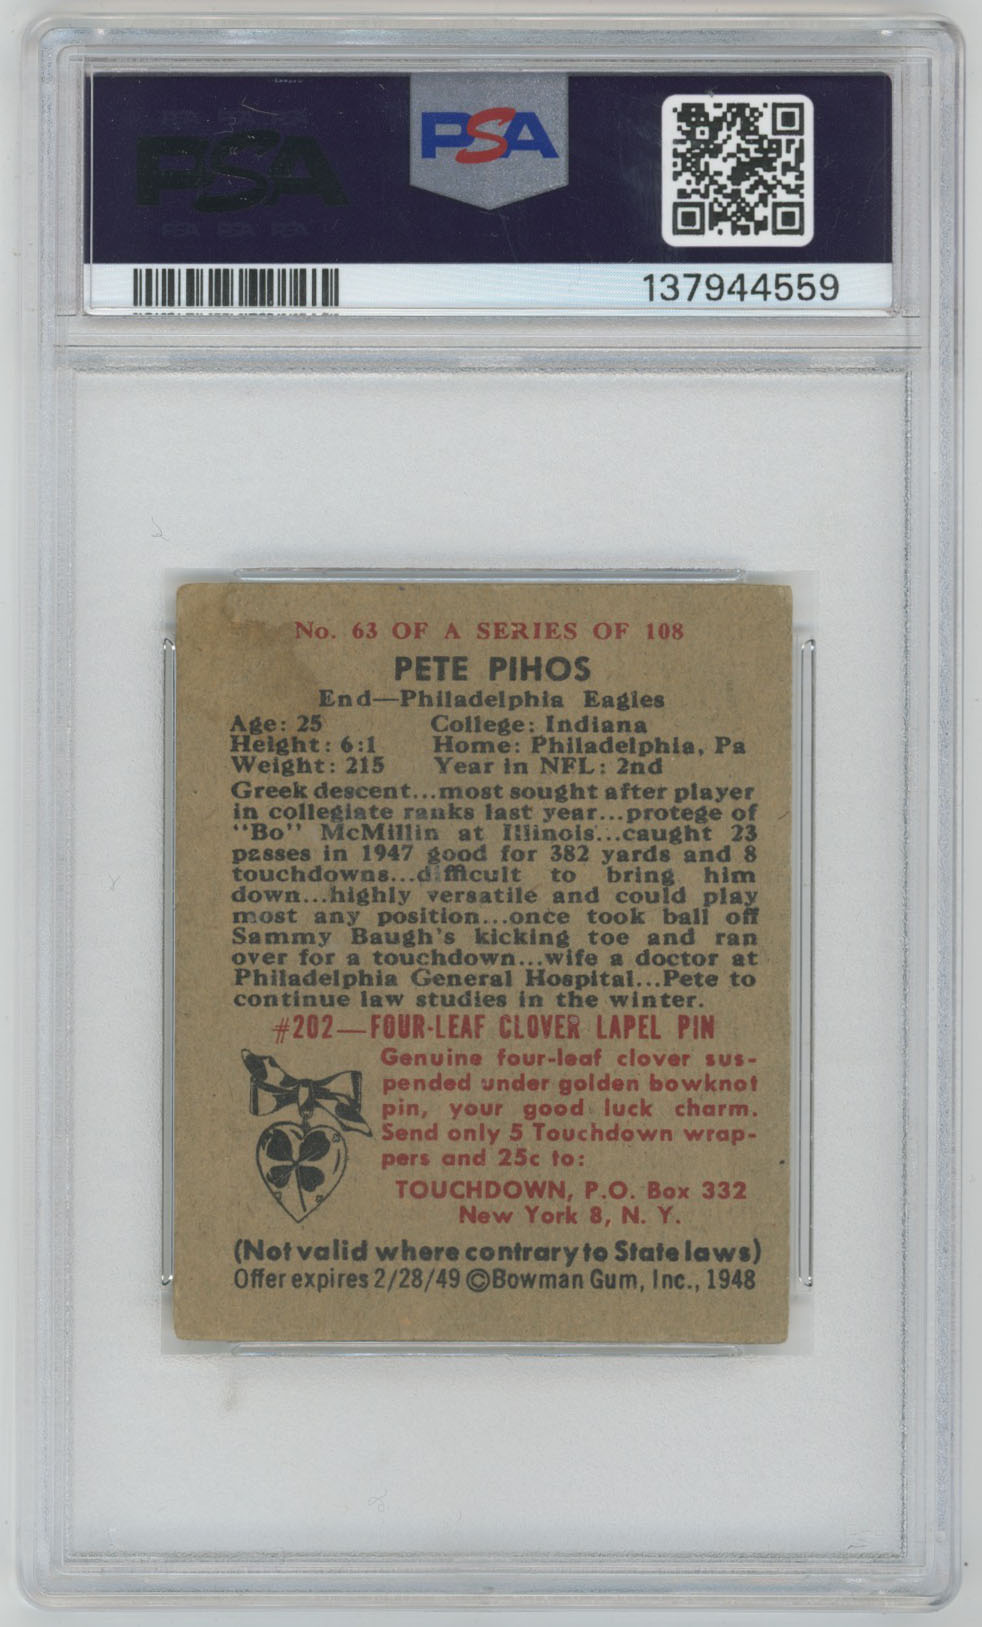 PSA
PSA
137944559
No. 63 OF A SERIES OF 108
PETE PIHOS
End—Philadelphia Eagles
Age: 25 College: Indiana
Height: 6:1 Home: Philadelphia, Pa
Weight: 215 Year in NFL: 2nd
Greek descent...most sought after player
in collegiate ranks last year...protege of
"Bo" McMillin at Illinois...caught 23
passes in 1947 good for 382 yards and 8
touchdowns...difficult to bring him
down...highly versatile and could play
most any position...once took ball off
Sammy Baugh's kicking toe and ran
over for a touchdown...wife a doctor at
Philadelphia General Hospital...Pete to
continue law studies in the winter.
#202—FOUR-LEAF CLOVER LAPEL PIN
Genuine four-leaf clover sus-
pended under golden bowknot
pin, your good luck charm.
Send only 5 Touchdown wrap-
pers and 25c to:
TOUCHDOWN, P.O. Box 332
New York 8, N. Y.
(Not valid where contrary to State laws)
Offer expires 2/28/49 ©Bowman Gum, Inc., 1948